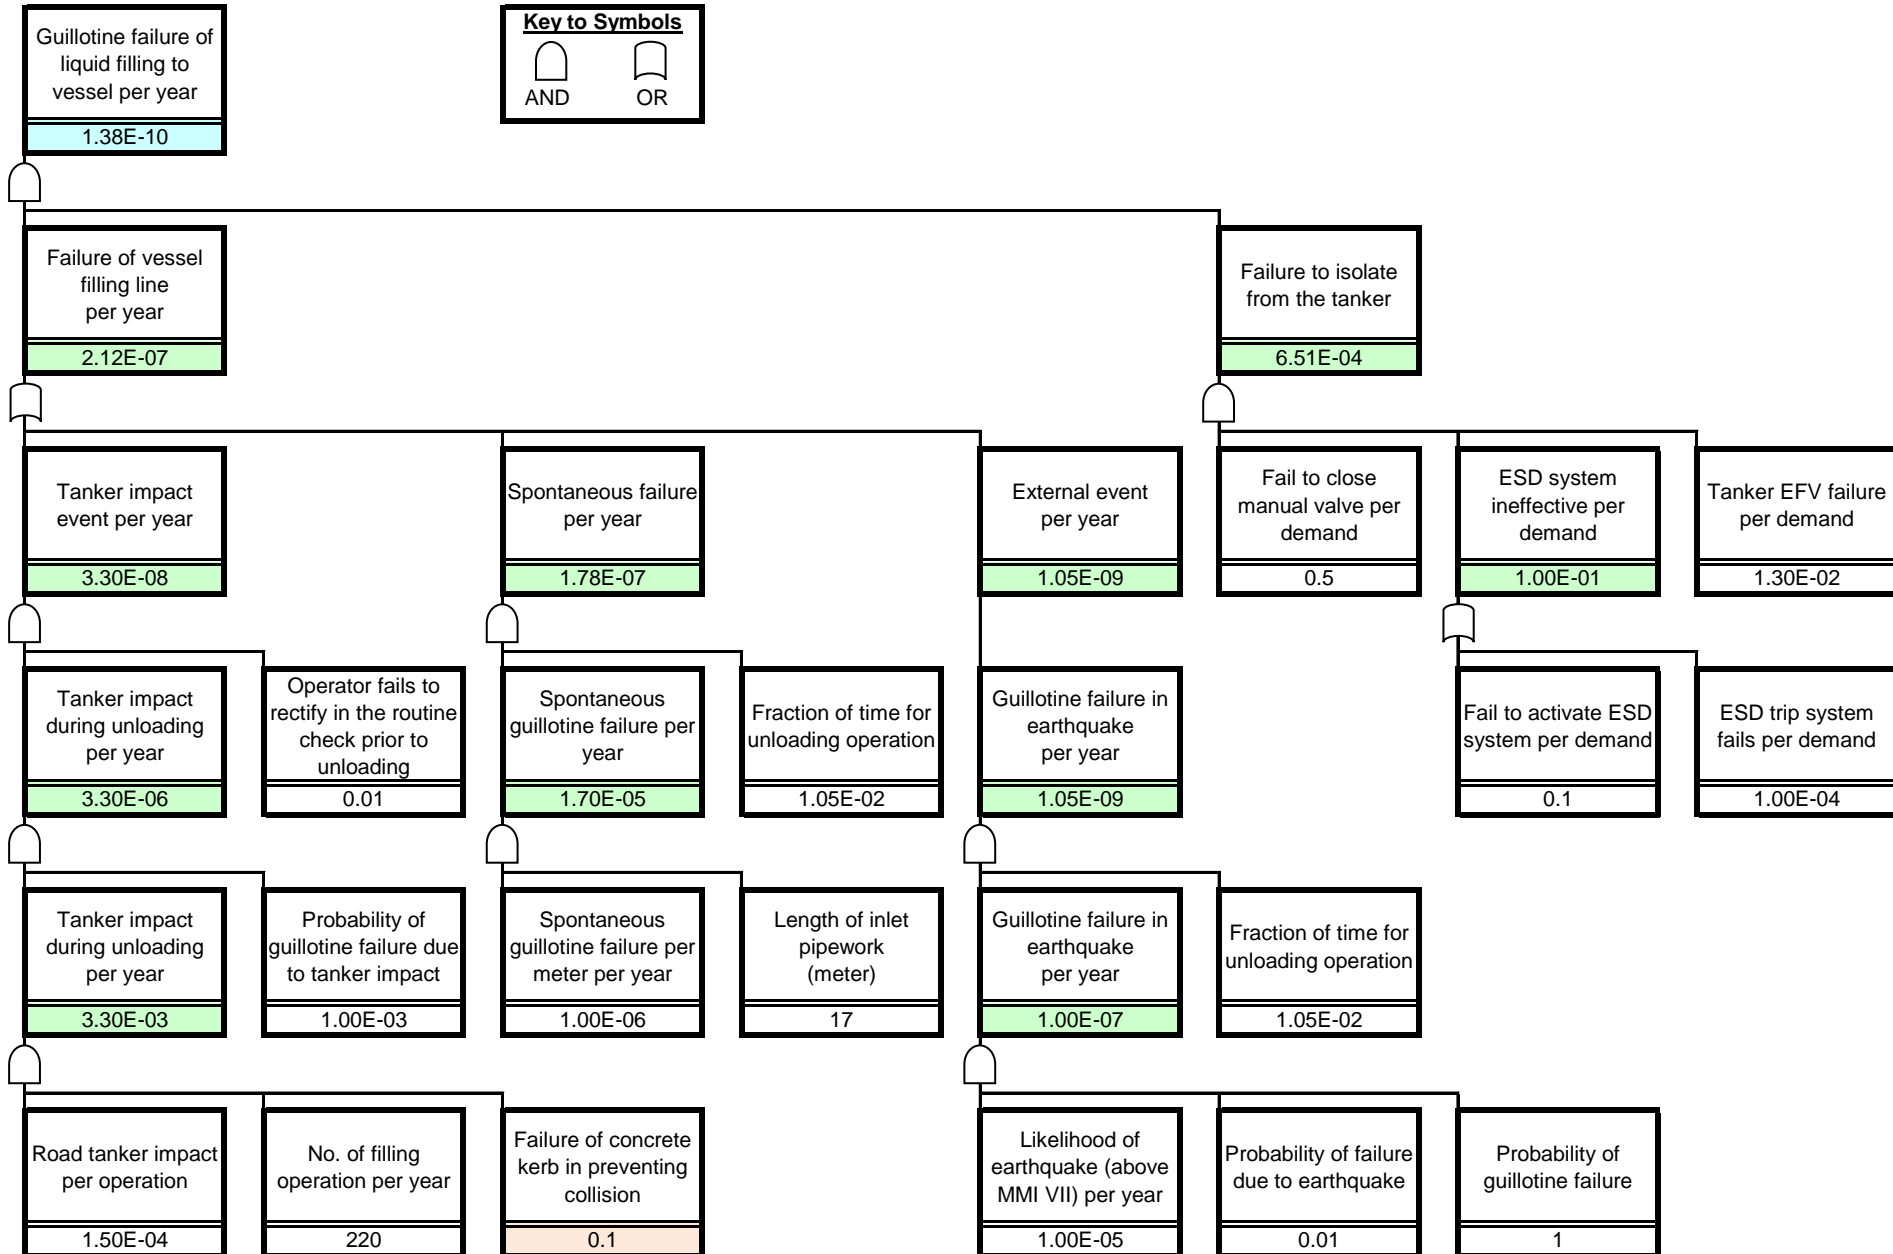 Guillotine failure of
liquid filling to
vessel per year
1.38E-10
Key to Symbols
AND
OR
Failure of vessel
filling line
per year
2.12E-07
Failure to isolate
from the tanker
6.51E-04
Tanker impact
event per year
3.30E-08
Spontaneous failure
per year
1.78E-07
External event
per year
1.05E-09
Fail to close
manual valve per
demand
0.5
ESD system
ineffective per
demand
1.00E-01
Tanker EFV failure
per demand
1.30E-02
Tanker impact
during unloading
per year
3.30E-06
Operator fails to
rectify in the routine
check prior to
unloading
0.01
Spontaneous
guillotine failure per
year
1.70E-05
Fraction of time for
unloading operation
1.05E-02
Guillotine failure in
earthquake
per year
1.05E-09
Fail to activate ESD
system per demand
0.1
ESD trip system
fails per demand
1.00E-04
Tanker impact
during unloading
per year
3.30E-03
Probability of
guillotine failure due
to tanker impact
1.00E-03
Spontaneous
guillotine failure per
meter per year
1.00E-06
Length of inlet
pipework
(meter)
17
Guillotine failure in
earthquake
per year
1.00E-07
Fraction of time for
unloading operation
1.05E-02
Road tanker impact
per operation
1.50E-04
No. of filling
operation per year
220
Failure of concrete
kerb in preventing
collision
0.1
Likelihood of
earthquake (above
MMI VII) per year
1.00E-05
Probability of failure
due to earthquake
0.01
Probability of
guillotine failure
1